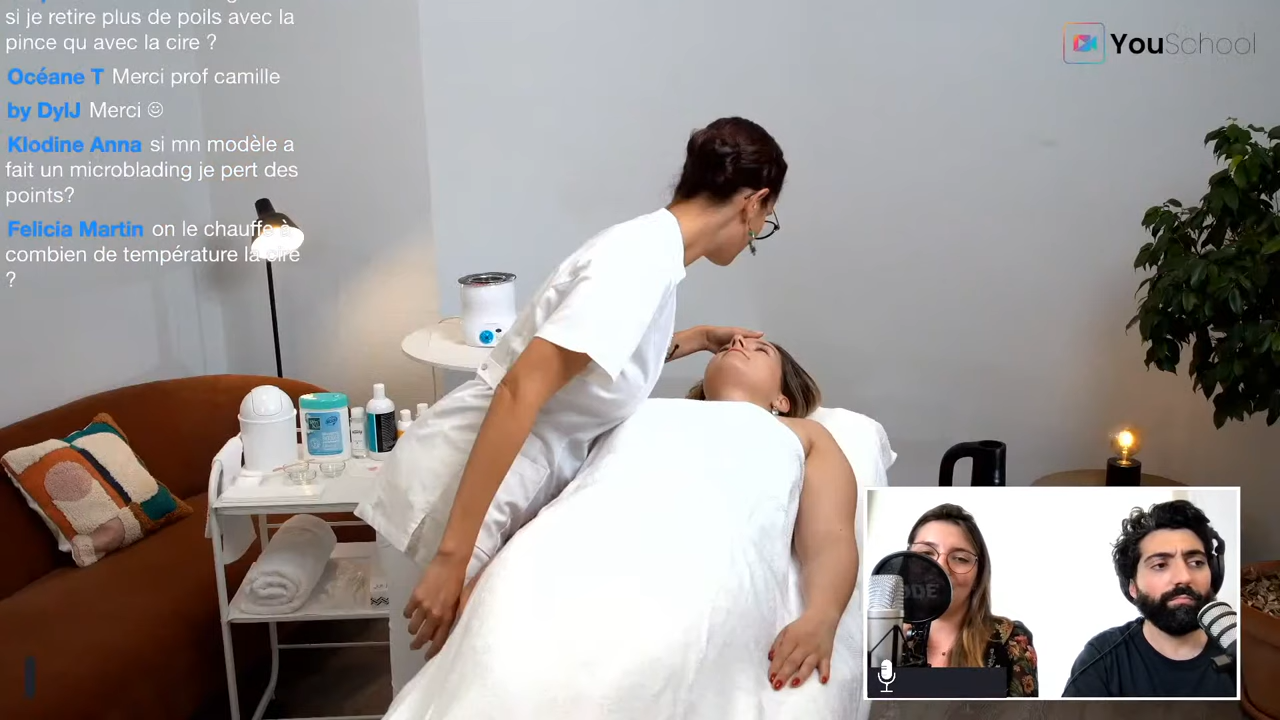 si je retire plus de poils avec la
pince qu avec la cire ?
Océane T Merci prof camille
by DylJ Merci ☺
Klodine Anna si mn modèle a
fait un microblading je pert des
points?
Felicia Martin on le chauffe à
combien de température la cire
?
YouSchool